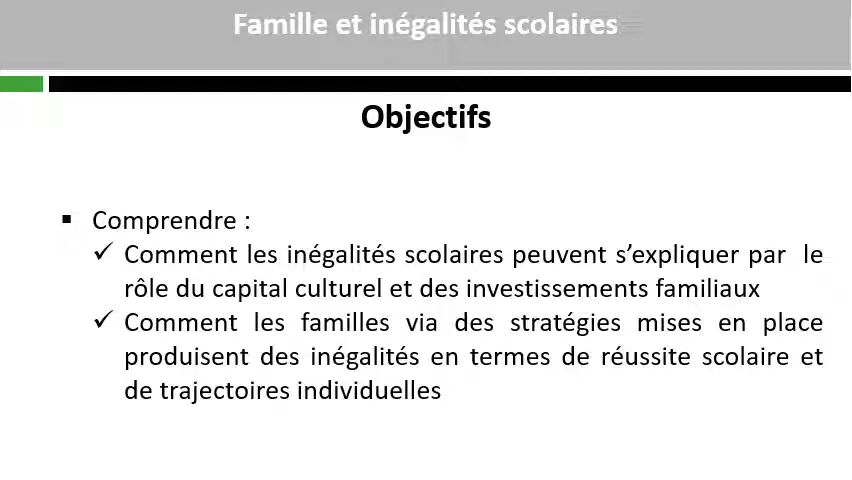 Famille et inégalités scolaires
Objectifs
▪ Comprendre :
✓ Comment les inégalités scolaires peuvent s’expliquer par le
rôle du capital culturel et des investissements familiaux
✓ Comment les familles via des stratégies mises en place
produisent des inégalités en termes de réussite scolaire et
de trajectoires individuelles